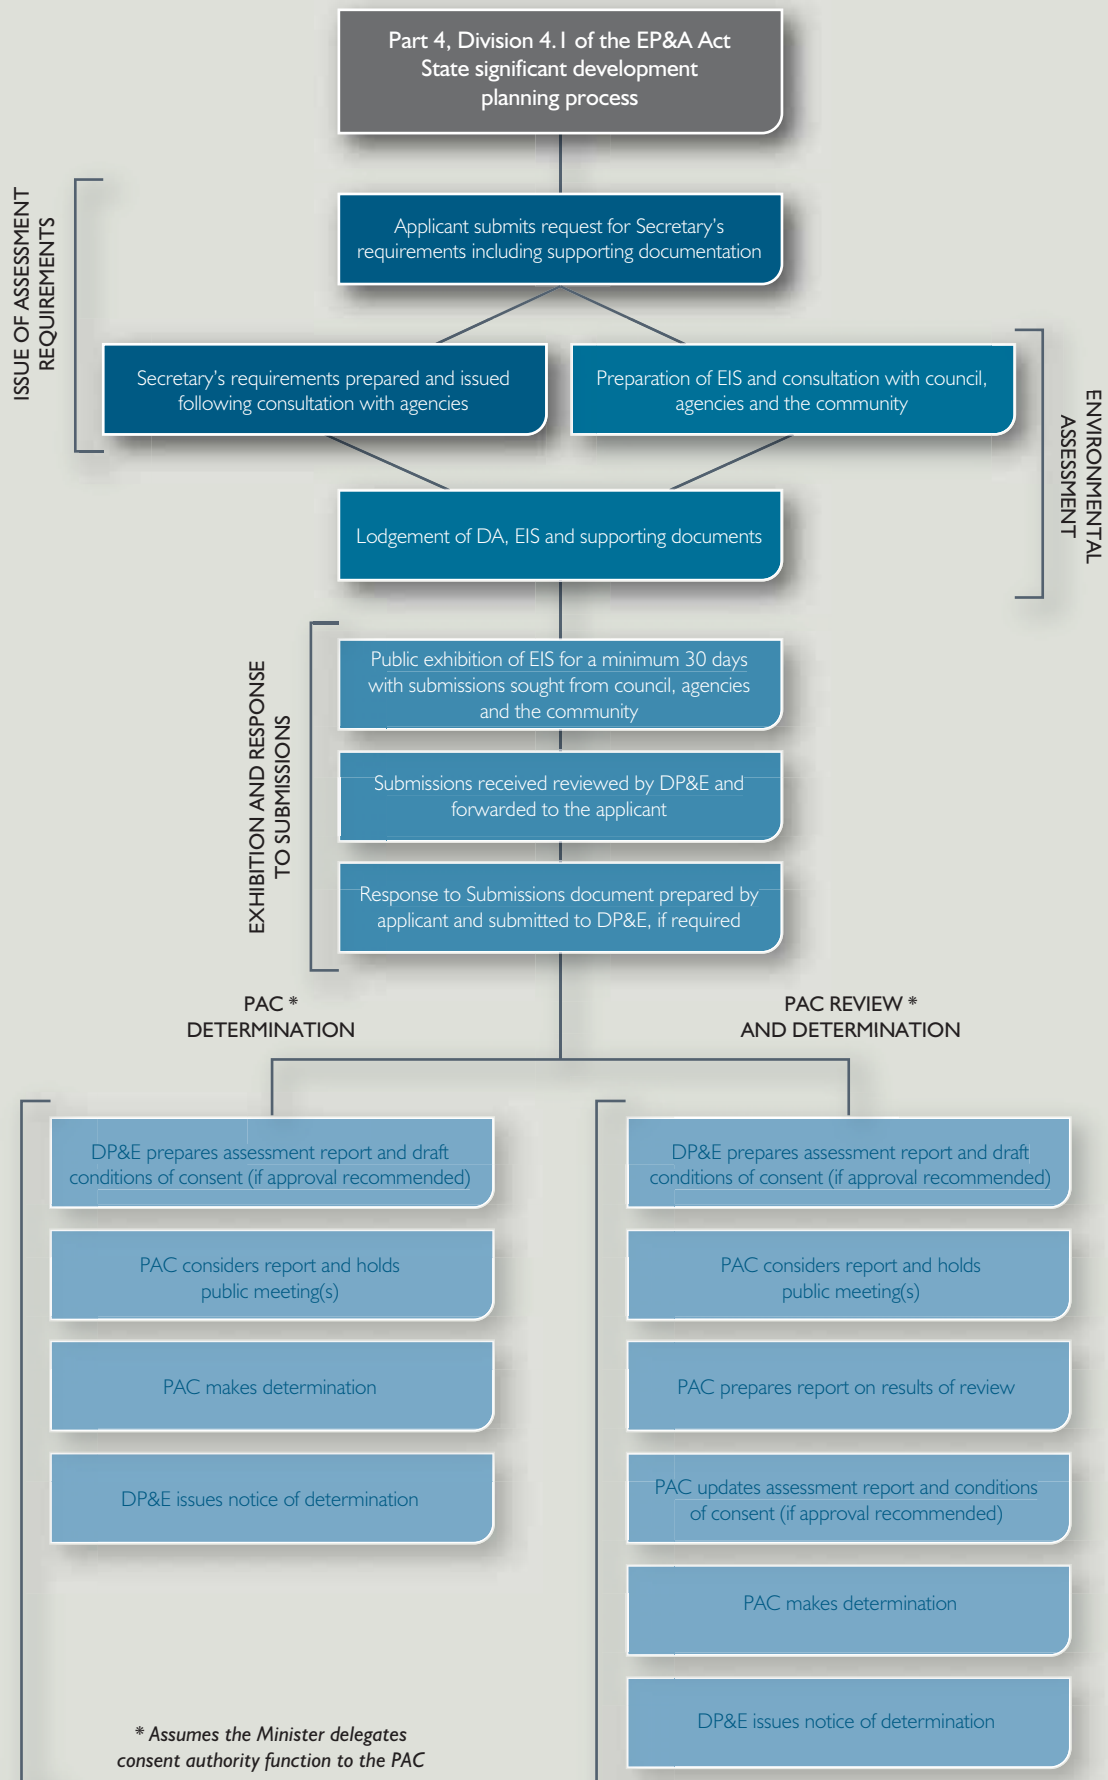 Part 4, Division 4.1 of the EP&A Act
State significant development
planning process
ISSUE OF ASSESSMENT
REQUIREMENTS
Applicant submits request for Secretary's
requirements including supporting documentation
Secretary's requirements prepared and issued
following consultation with agencies
Preparation of EIS and consultation with council,
agencies and the community
ENVIRONMENTAL
ASSESSMENT
Lodgement of DA, EIS and supporting documents
EXHIBITION AND RESPONSE
TO SUBMISSIONS
Public exhibition of EIS for a minimum 30 days
with submissions sought from council, agencies
and the community
Submissions received reviewed by DP&E and
forwarded to the applicant
Response to Submissions document prepared by
applicant and submitted to DP&E, if required
PAC *
DETERMINATION
DP&E prepares assessment report and draft
conditions of consent (if approval recommended)
PAC considers report and holds
public meeting(s)
PAC makes determination
DP&E issues notice of determination
PAC REVIEW *
AND DETERMINATION
DP&E prepares assessment report and draft
conditions of consent (if approval recommended)
PAC considers report and holds
public meeting(s)
PAC prepares report on results of review
PAC updates assessment report and conditions
of consent (if approval recommended)
PAC makes determination
DP&E issues notice of determination
* Assumes the Minister delegates
consent authority function to the PAC